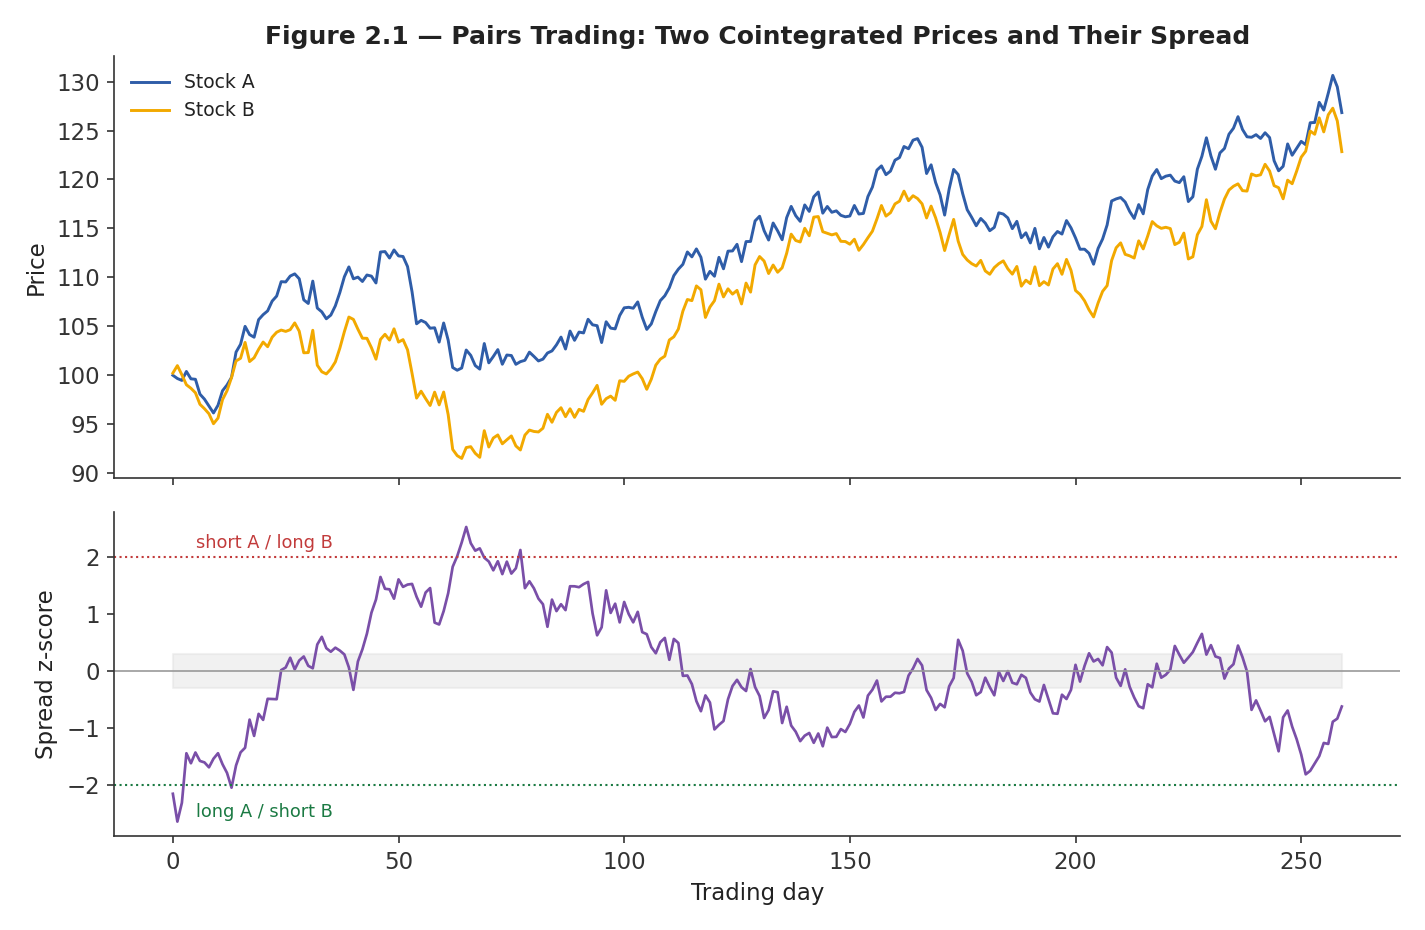 Figure 2.1 — Pairs Trading: Two Cointegrated Prices and Their Spread
Stock A
Stock B
Price
130
125
120
115
110
105
100
95
90
short A / long B
long A / short B
Spread z-score
2
1
0
−1
−2
0 50 100 150 200 250
Trading day